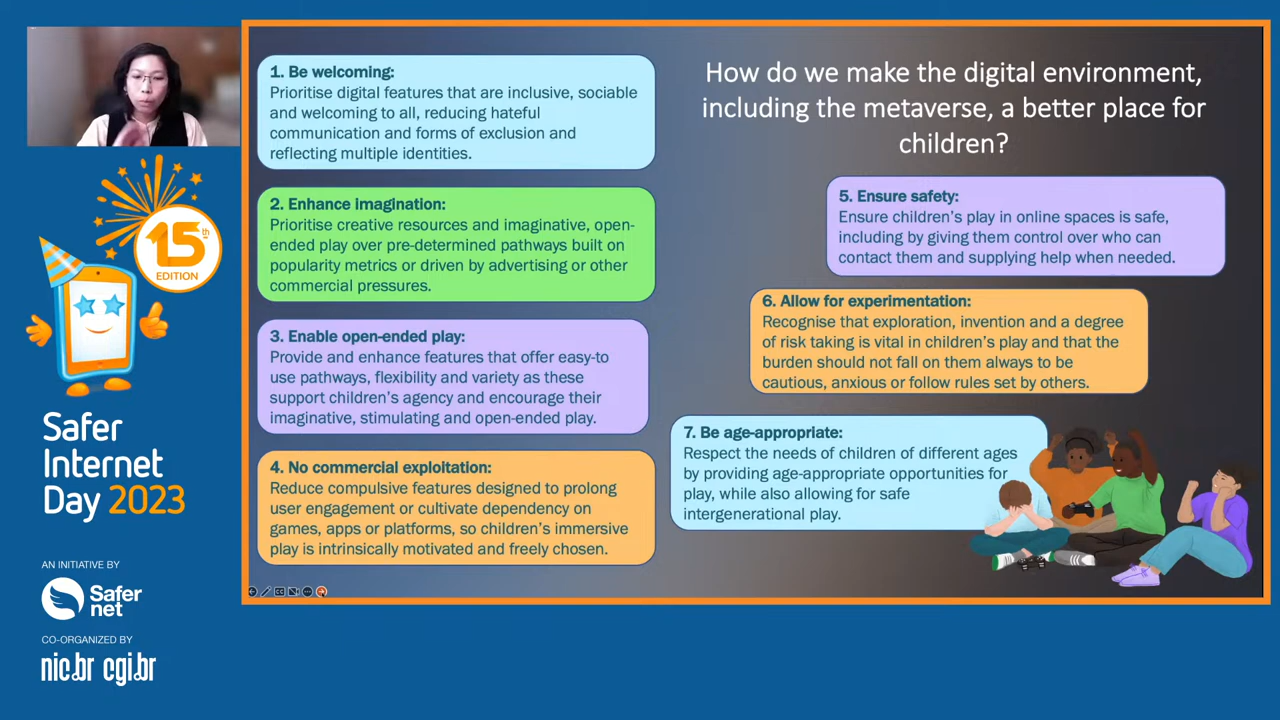 1. Be welcoming:
Prioritise digital features that are inclusive, sociable
and welcoming to all, reducing hateful
communication and forms of exclusion and
reflecting multiple identities.
2. Enhance imagination:
Prioritise creative resources and imaginative, open-
ended play over pre-determined pathways built on
popularity metrics or driven by advertising or other
commercial pressures.
3. Enable open-ended play:
Provide and enhance features that offer easy-to
use pathways, flexibility and variety as these
support children's agency and encourage their
imaginative, stimulating and open-ended play.
4. No commercial exploitation:
Reduce compulsive features designed to prolong
user engagement or cultivate dependency on
games, apps or platforms, so children's immersive
play is intrinsically motivated and freely chosen.
How do we make the digital environment,
including the metaverse, a better place for
children?
5. Ensure safety:
Ensure children's play in online spaces is safe,
including by giving them control over who can
contact them and supplying help when needed.
6. Allow for experimentation:
Recognise that exploration, invention and a degree
of risk taking is vital in children's play and that the
burden should not fall on them always to be
cautious, anxious or follow rules set by others.
7. Be age-appropriate:
Respect the needs of children of different ages
by providing age-appropriate opportunities for
play, while also allowing for safe
intergenerational play.
15th
EDITION
Safer
Internet
Day 2023
AN INITIATIVE BY
Safer
net
CO-ORGANIZED BY
nic.br cgi.br